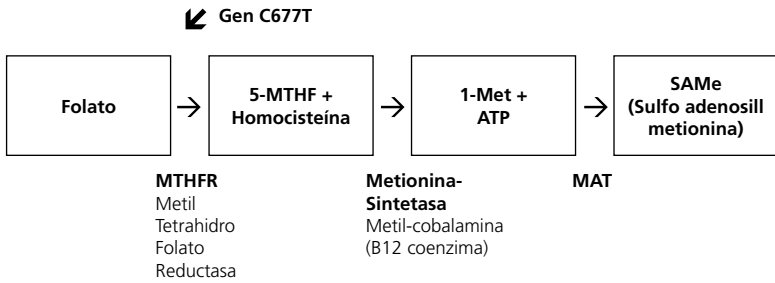 Gen C677T
Folato
5-MTHF +
Homocisteína
1-Met +
ATP
SAMe
(Sulfo adenosill
metionina)
MTHFR
Metil
Tetrahidro
Folato
Reductasa
Metionina-
Sintetasa
Metil-cobalamina
(B12 coenzima)
MAT